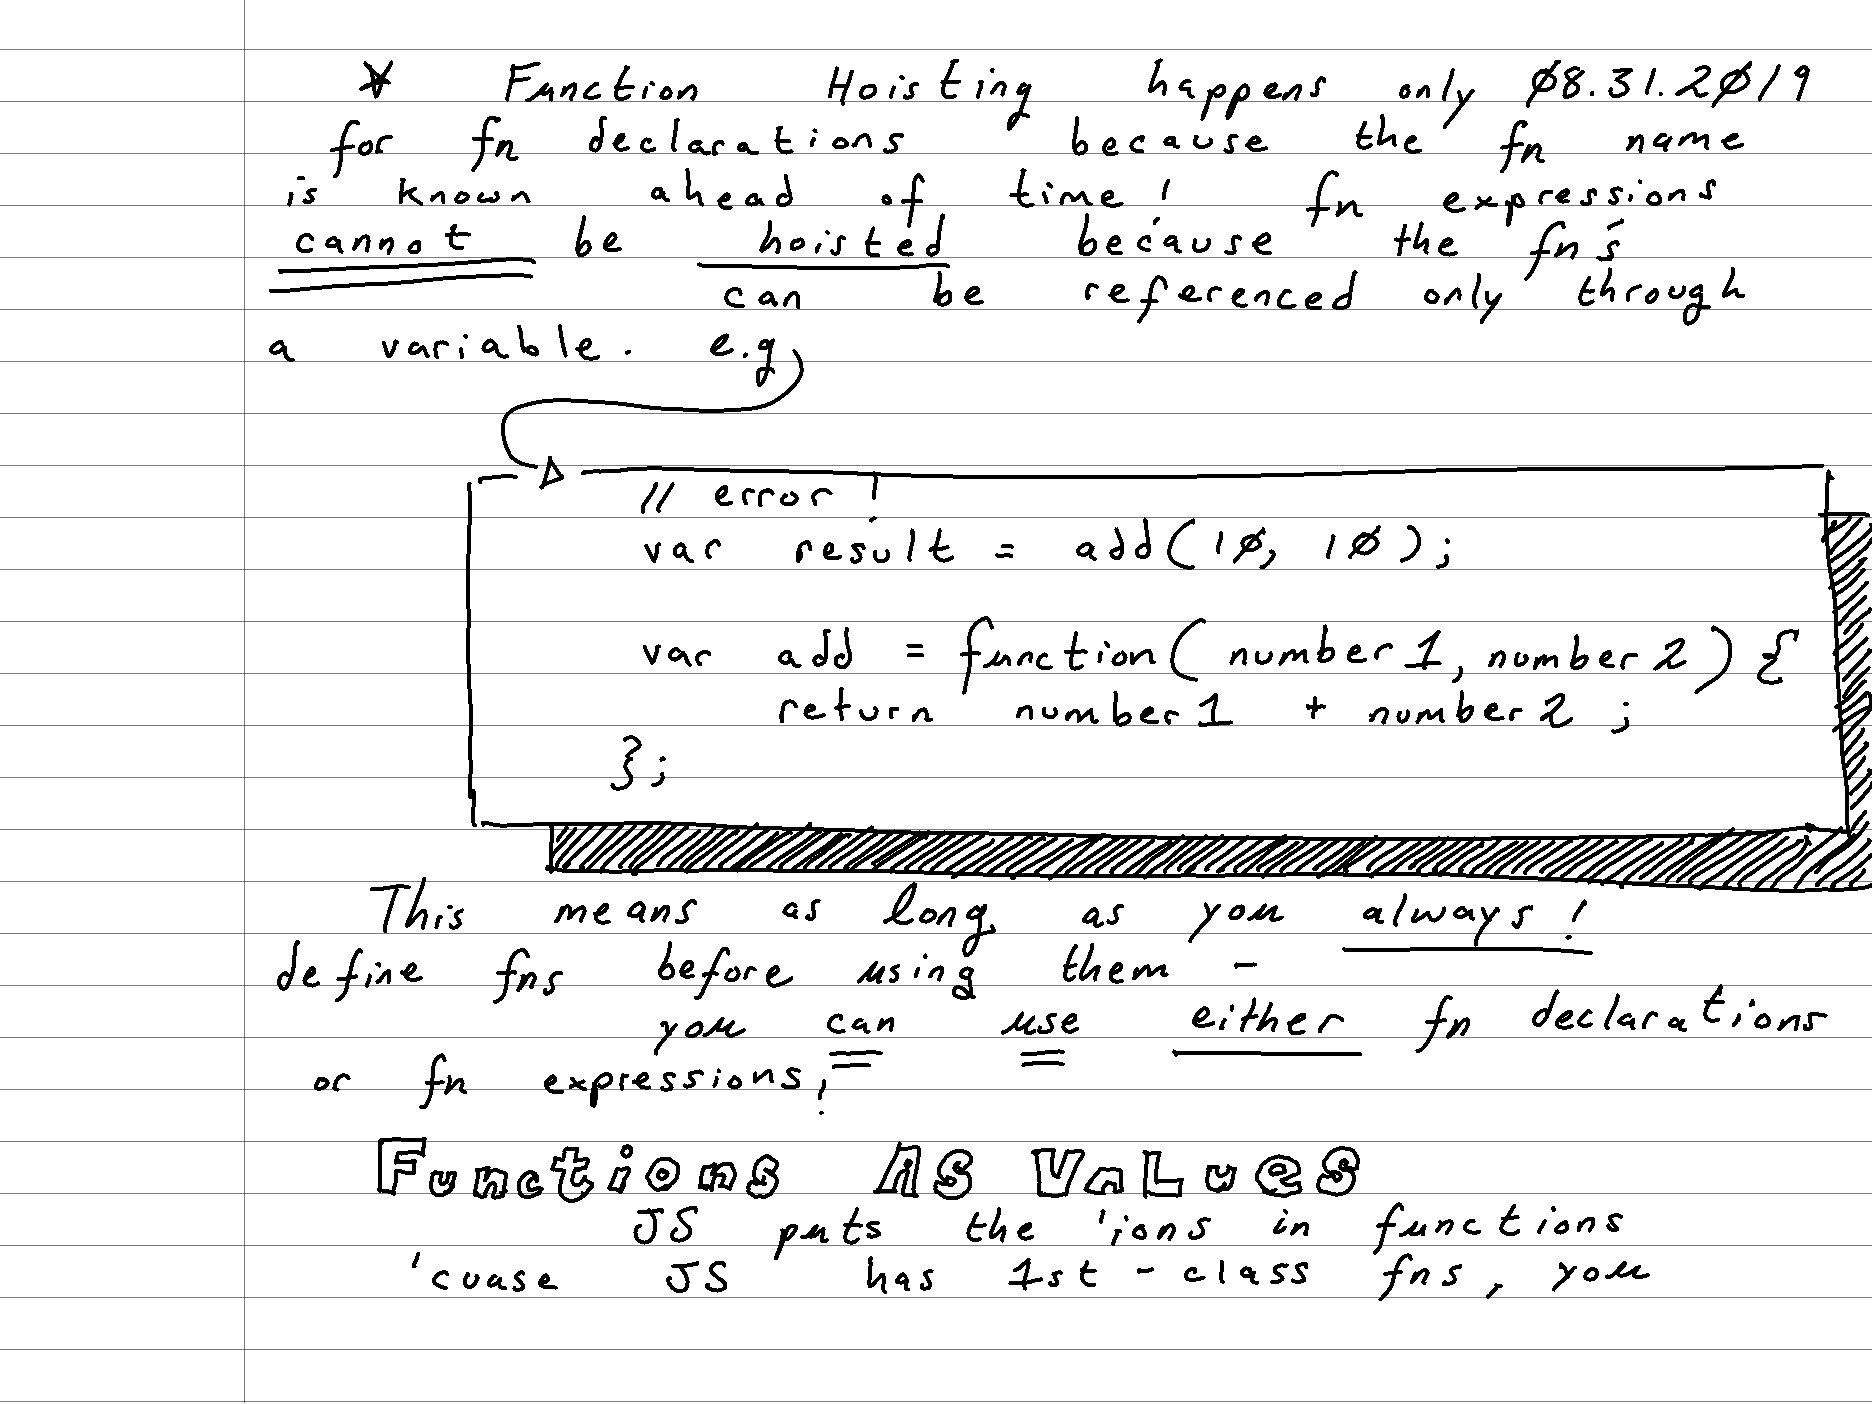 * Function Hoisting happens only 08.31.2019
for fn declarations because the fn name
is known ahead of time! fn expressions
cannot be hoisted because the fn's
can be referenced only through
a variable. e.g
// error!
var result = add(10, 10);
var add = function(number1, number2) {
return number1 + number2;
};
This means as long as you always!
define fns before using them -
you can use either fn declarations
or fn expressions!
Functions As Values
JS puts the 'ions in functions
'cuase JS has 1st-class fns, you